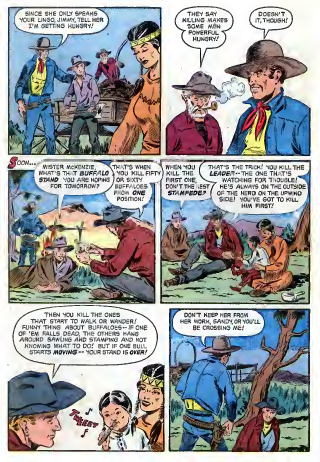 SINCE SHE ONLY SPEAKS
YOUR LINGO, JIMMY, TELL HER
I'M GETTING HUNGRY!
THEY SAY
KILLING MAKES
SOME MEN
POWERFUL
HUNGRY!
DOESN'T
IT, THOUGH!
SOON...
MISTER MCKENZIE,
WHAT'S THAT BUFFALO
STAND YOU ARE HOPING
FOR TOMORROW?
THAT'S WHEN
YOU KILL FIFTY
OR SIXTY
BUFFALOES
FROM ONE
POSITION!
WHEN YOU
KILL THE
FIRST ONE,
DON'T THE REST
STAMPEDE?
THAT'S THE TRICK! YOU KILL THE
LEADER--THE ONE THAT'S
WATCHING FOR TROUBLE!
HE'S ALWAYS ON THE OUTSIDE
OF THE HERD ON THE UPWIND
SIDE! YOU'VE GOT TO KILL
HIM FIRST!
THEN YOU KILL THE ONES
THAT START TO WALK OR WANDER!
FUNNY THING ABOUT BUFFALOES--IF ONE
OF 'EM FALLS DEAD, THE OTHERS HANG
AROUND BAWLING AND STAMPING AND NOT
KNOWING WHAT TO DO! BUT IF ONE BULL
STARTS MOVING--YOUR STAND IS OVER!
DON'T KEEP HER FROM
HER WORK, SANDY, OR YOU'LL
BE CROSSING ME!